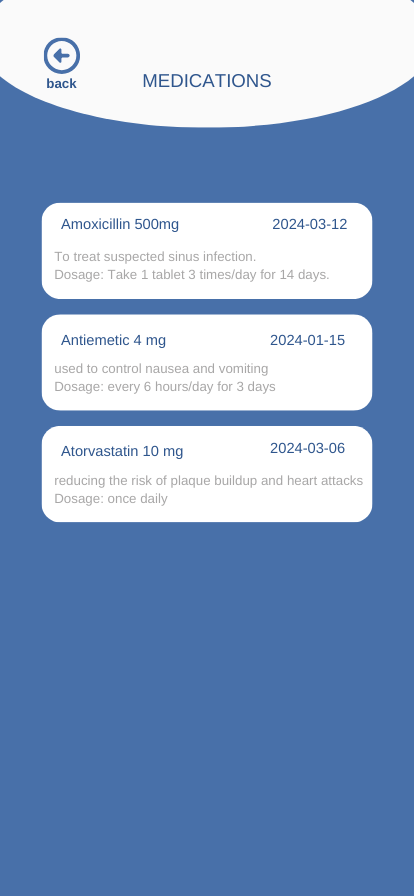 back
MEDICATIONS
Amoxicillin 500mg 2024-03-12
To treat suspected sinus infection.
Dosage: Take 1 tablet 3 times/day for 14 days.
Antiemetic 4 mg 2024-01-15
used to control nausea and vomiting
Dosage: every 6 hours/day for 3 days
Atorvastatin 10 mg 2024-03-06
reducing the risk of plaque buildup and heart attacks
Dosage: once daily